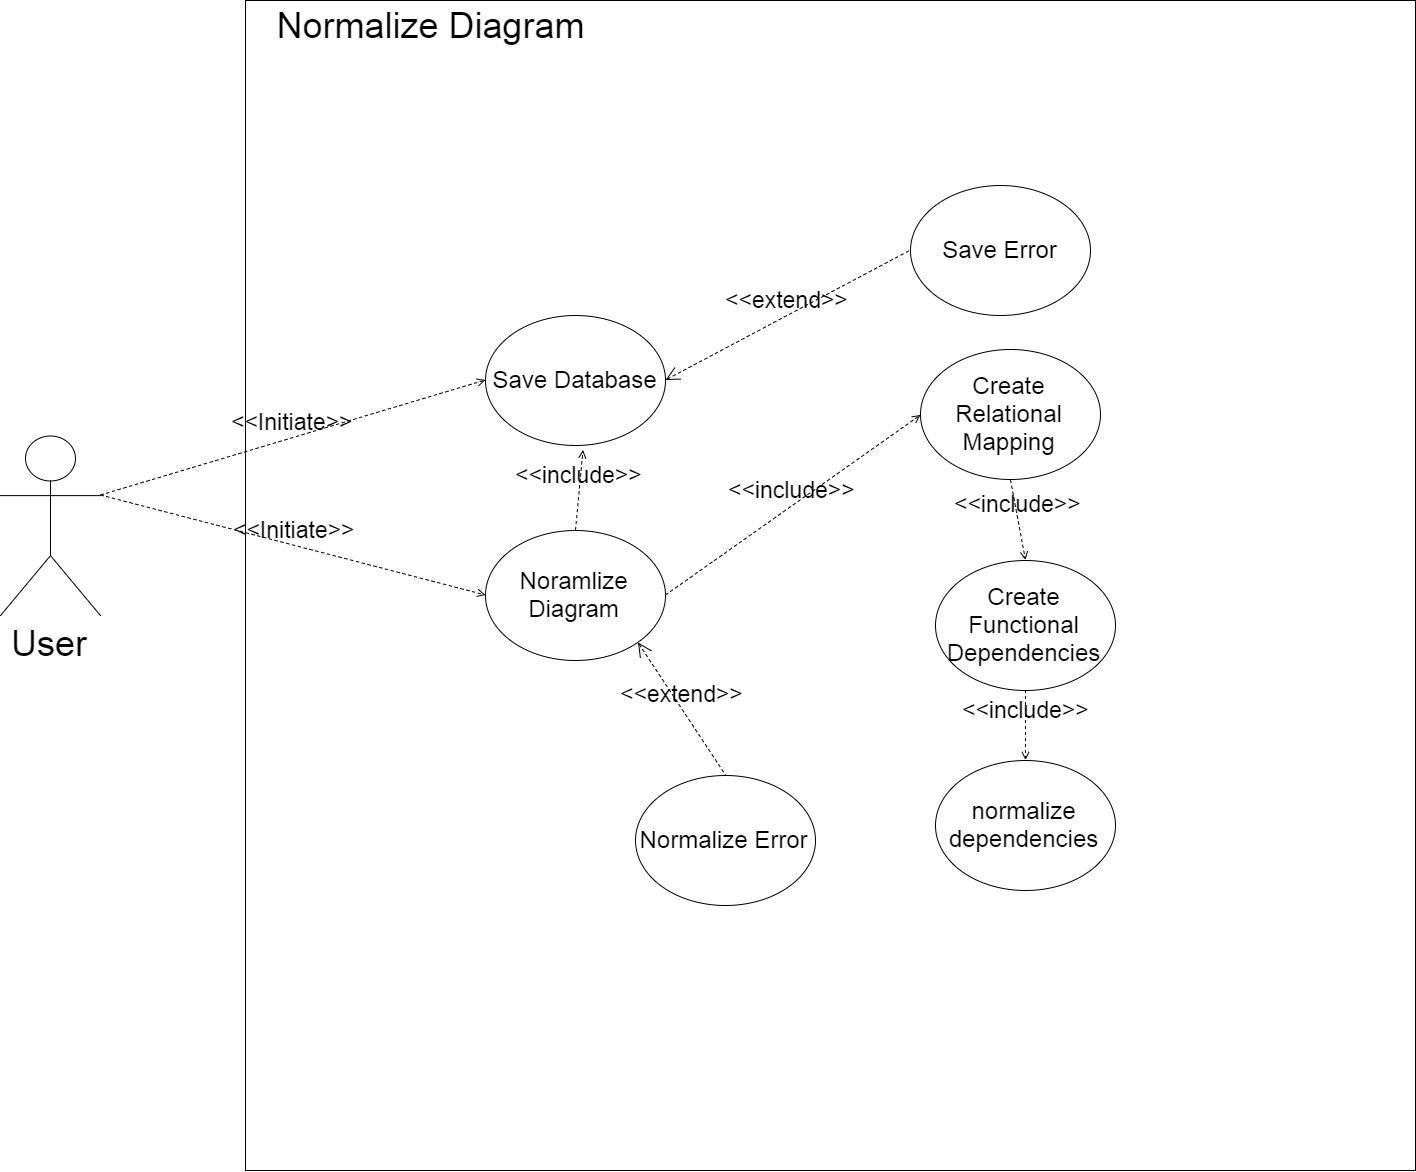 Normalize Diagram
Save Error
<<extend>>
Save Database
Create
Relational
Mapping
<<Initiate>>
<<include>>
<<include>>
<<include>>
<<Initiate>>
Noramlize
Diagram
Create
Functional
Dependencies
User
<<extend>>
<<include>>
Normalize Error
normalize
dependencies